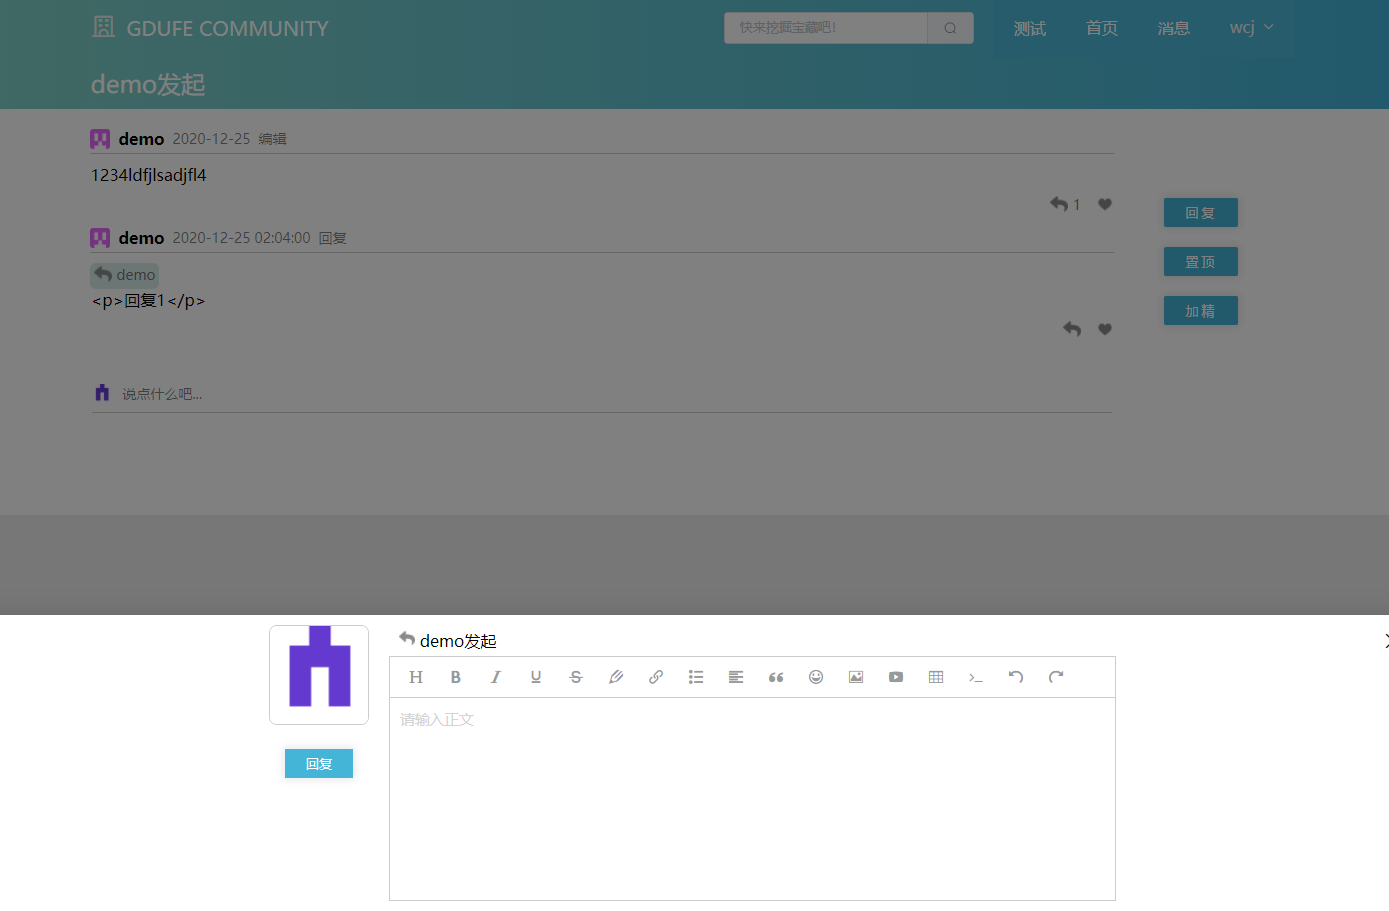 GDUFE COMMUNITY
快来挖掘宝藏吧!
测试 首页 消息 wcj
demo发起
demo 2020-12-25 编辑
1234ldfjlsadjfl4
1
回复
demo 2020-12-25 02:04:00 回复
置顶
demo
<p>回复1</p>
加精
说点什么吧...
demo发起
H B I U S
请输入正文
回复